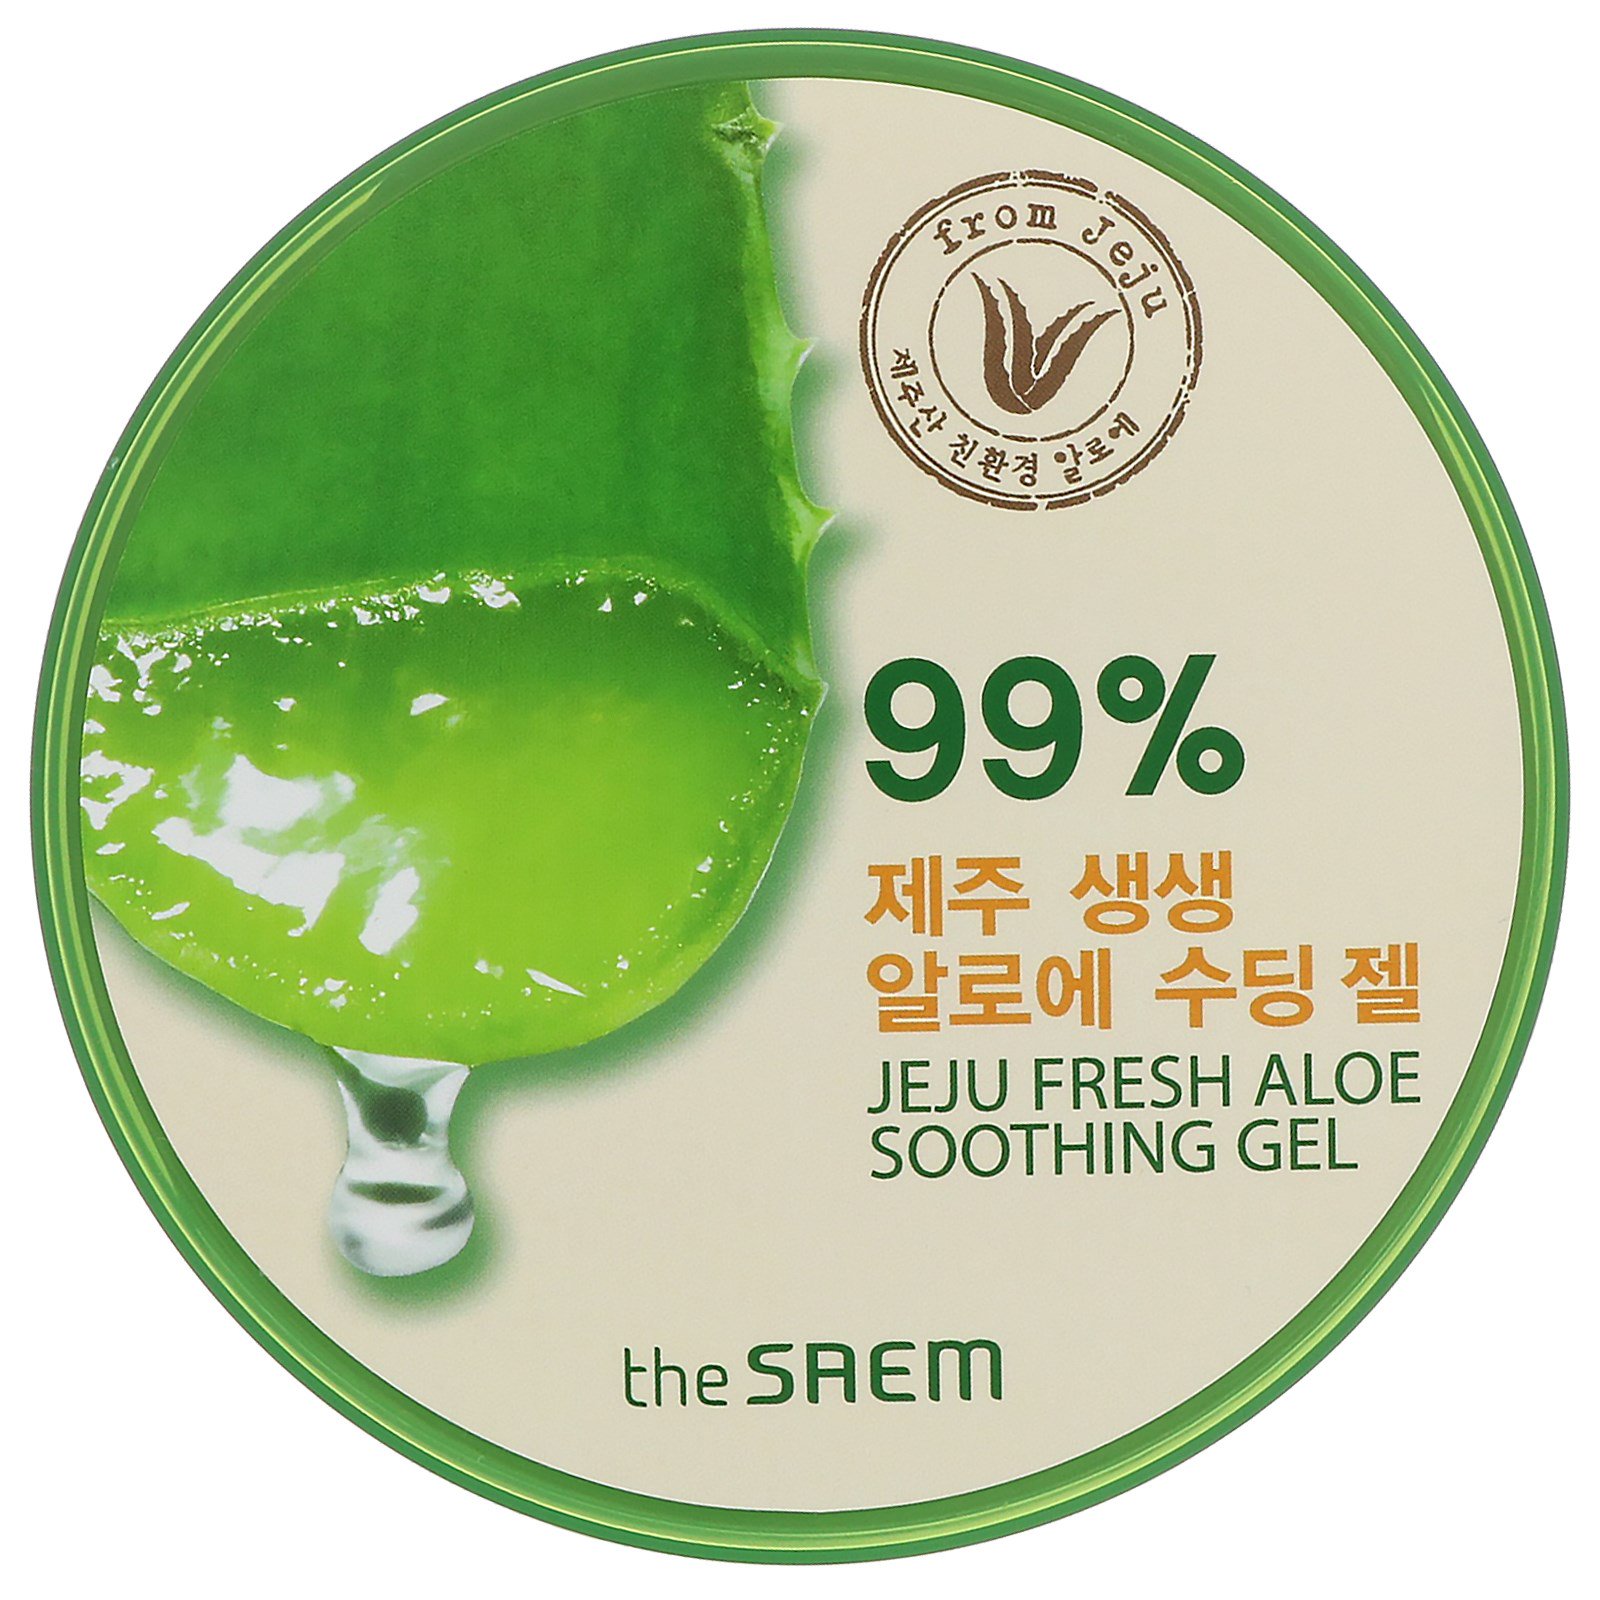 from Jeju
제주산 친환경 알로에
99%
제주 생생
알로에 수딩 젤
JEJU FRESH ALOE
SOOTHING GEL
the SAEM